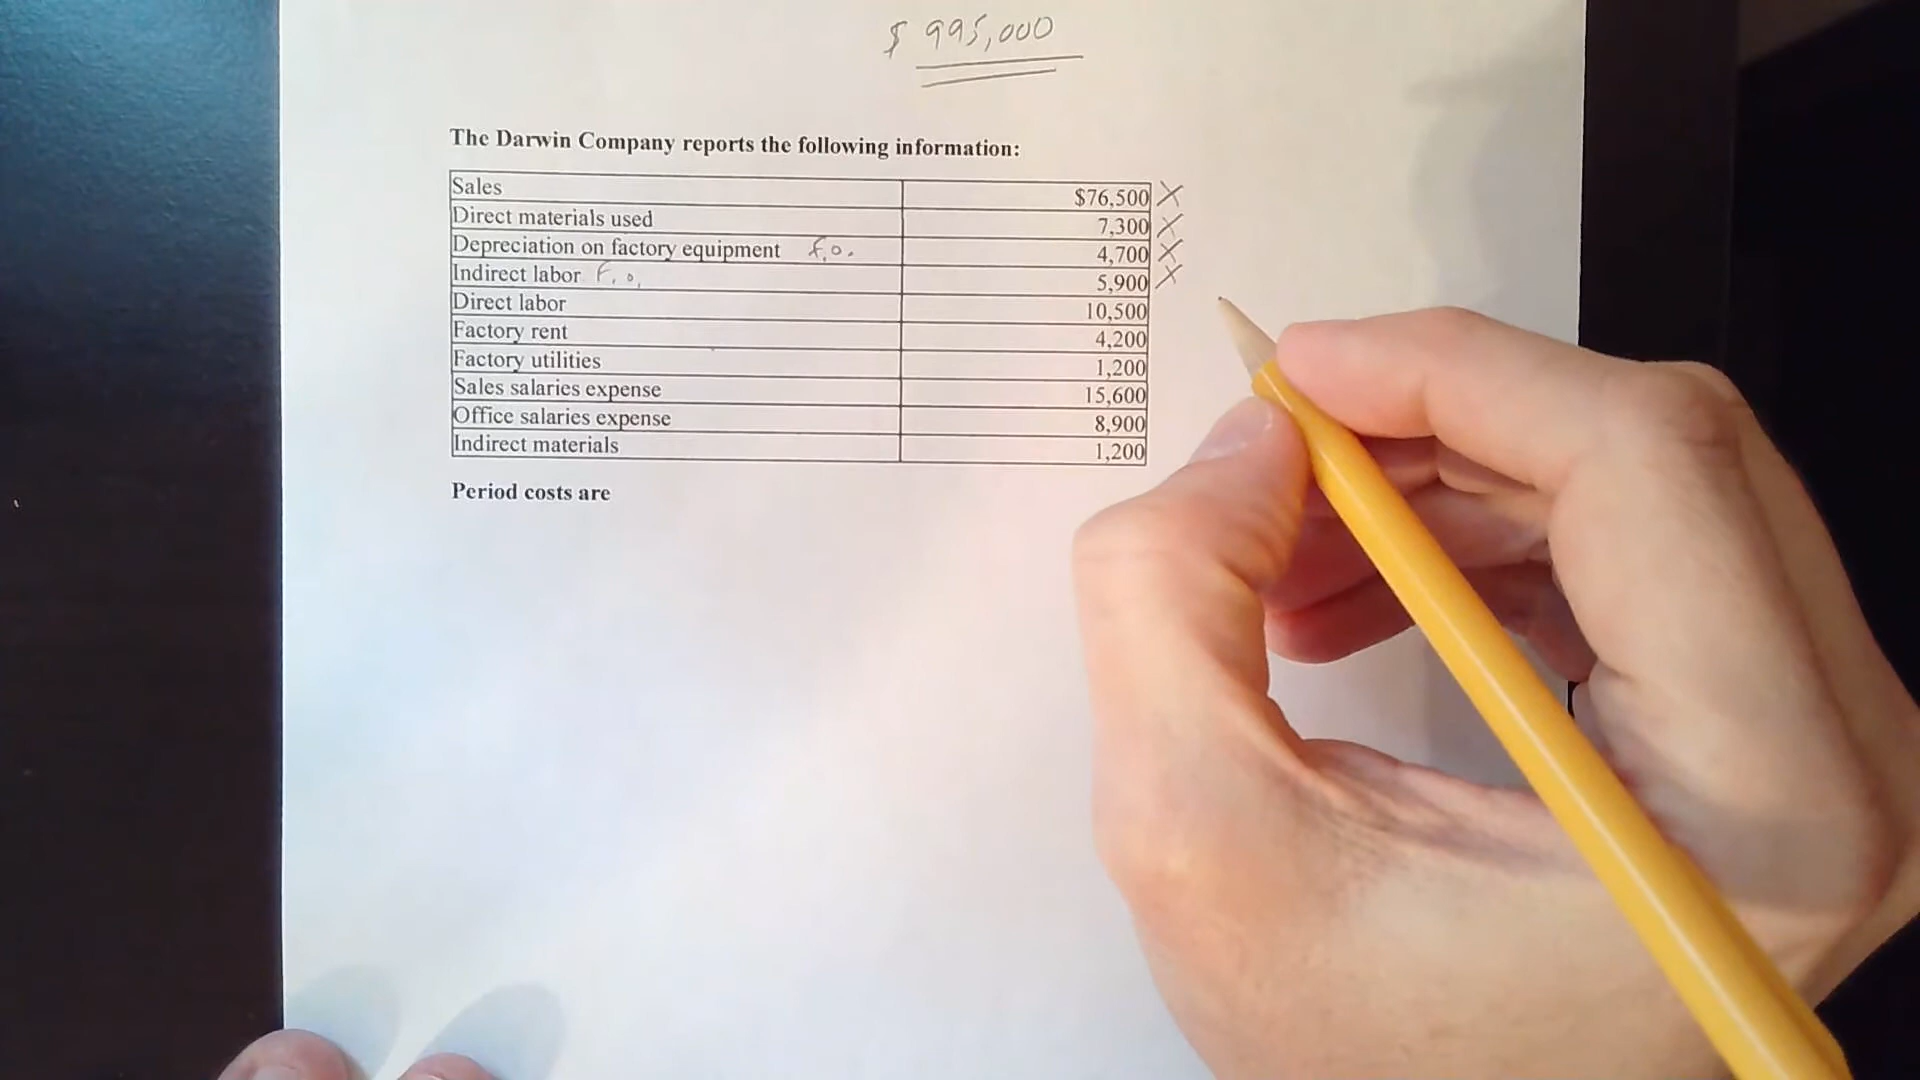 $ 995,000
The Darwin Company reports the following information:
Sales $76,500 X
Direct materials used 7,300 X
Depreciation on factory equipment f.o. 4,700 X
Indirect labor F.o. 5,900 X
Direct labor 10,500
Factory rent 4,200
Factory utilities 1,200
Sales salaries expense 15,600
Office salaries expense 8,900
Indirect materials 1,200
Period costs are